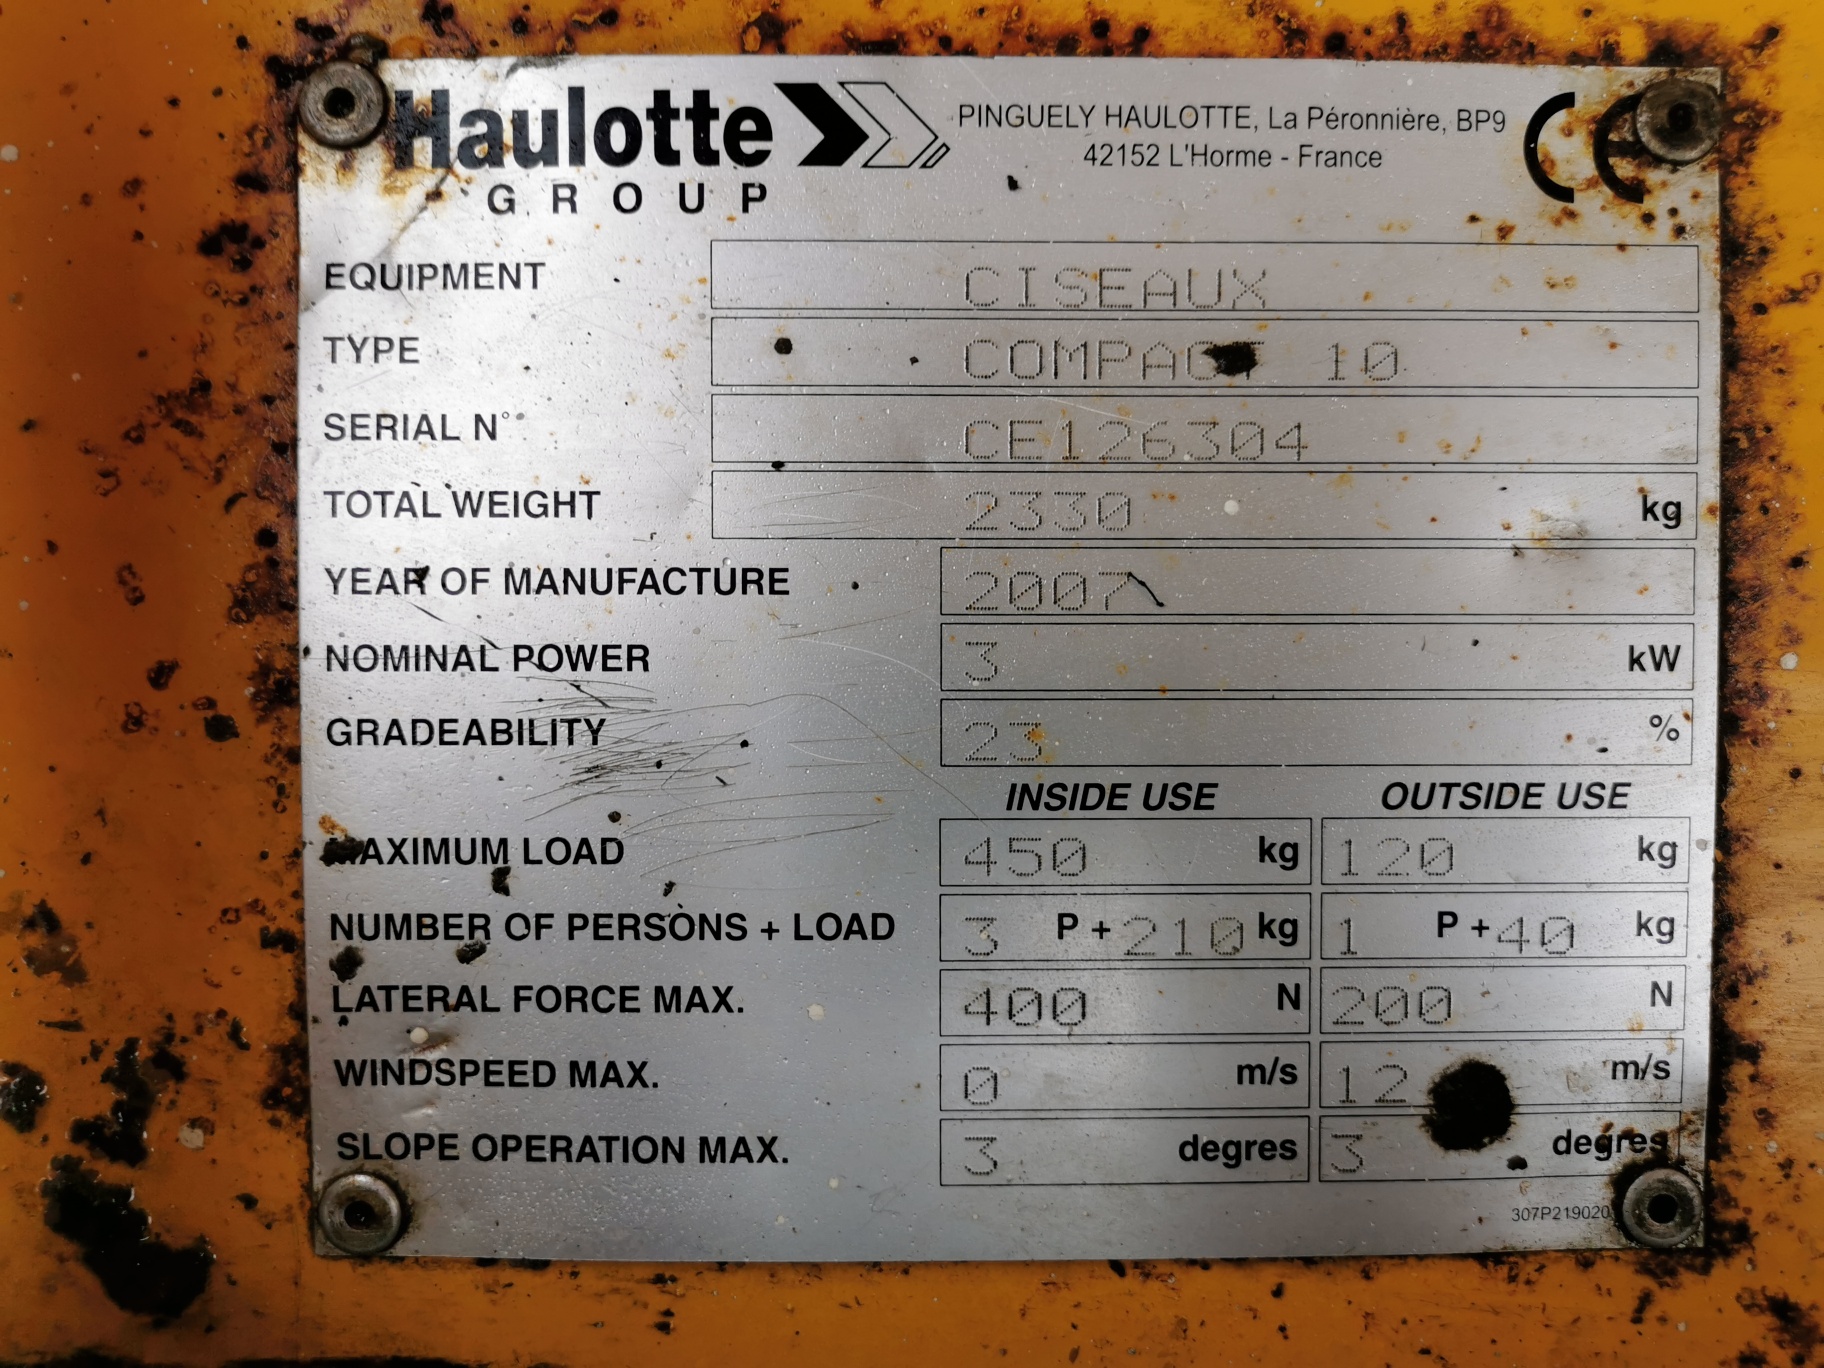 Haulotte
GROUP
PINGUELY HAULOTTE, La Péronnière, BP9
42152 L'Horme - France
CE
EQUIPMENT CISEAUX
TYPE COMPACT 10
SERIAL N° CE126304
TOTAL WEIGHT 2330 kg
YEAR OF MANUFACTURE 2007
NOMINAL POWER 3 kW
GRADEABILITY 23 %
INSIDE USE OUTSIDE USE
MAXIMUM LOAD 450 kg 120 kg
NUMBER OF PERSONS + LOAD 3 P + 210 kg 1 P + 40 kg
LATERAL FORCE MAX. 400 N 200 N
WINDSPEED MAX. 0 m/s 12 m/s
SLOPE OPERATION MAX. 3 degres 3 degres
307P219020